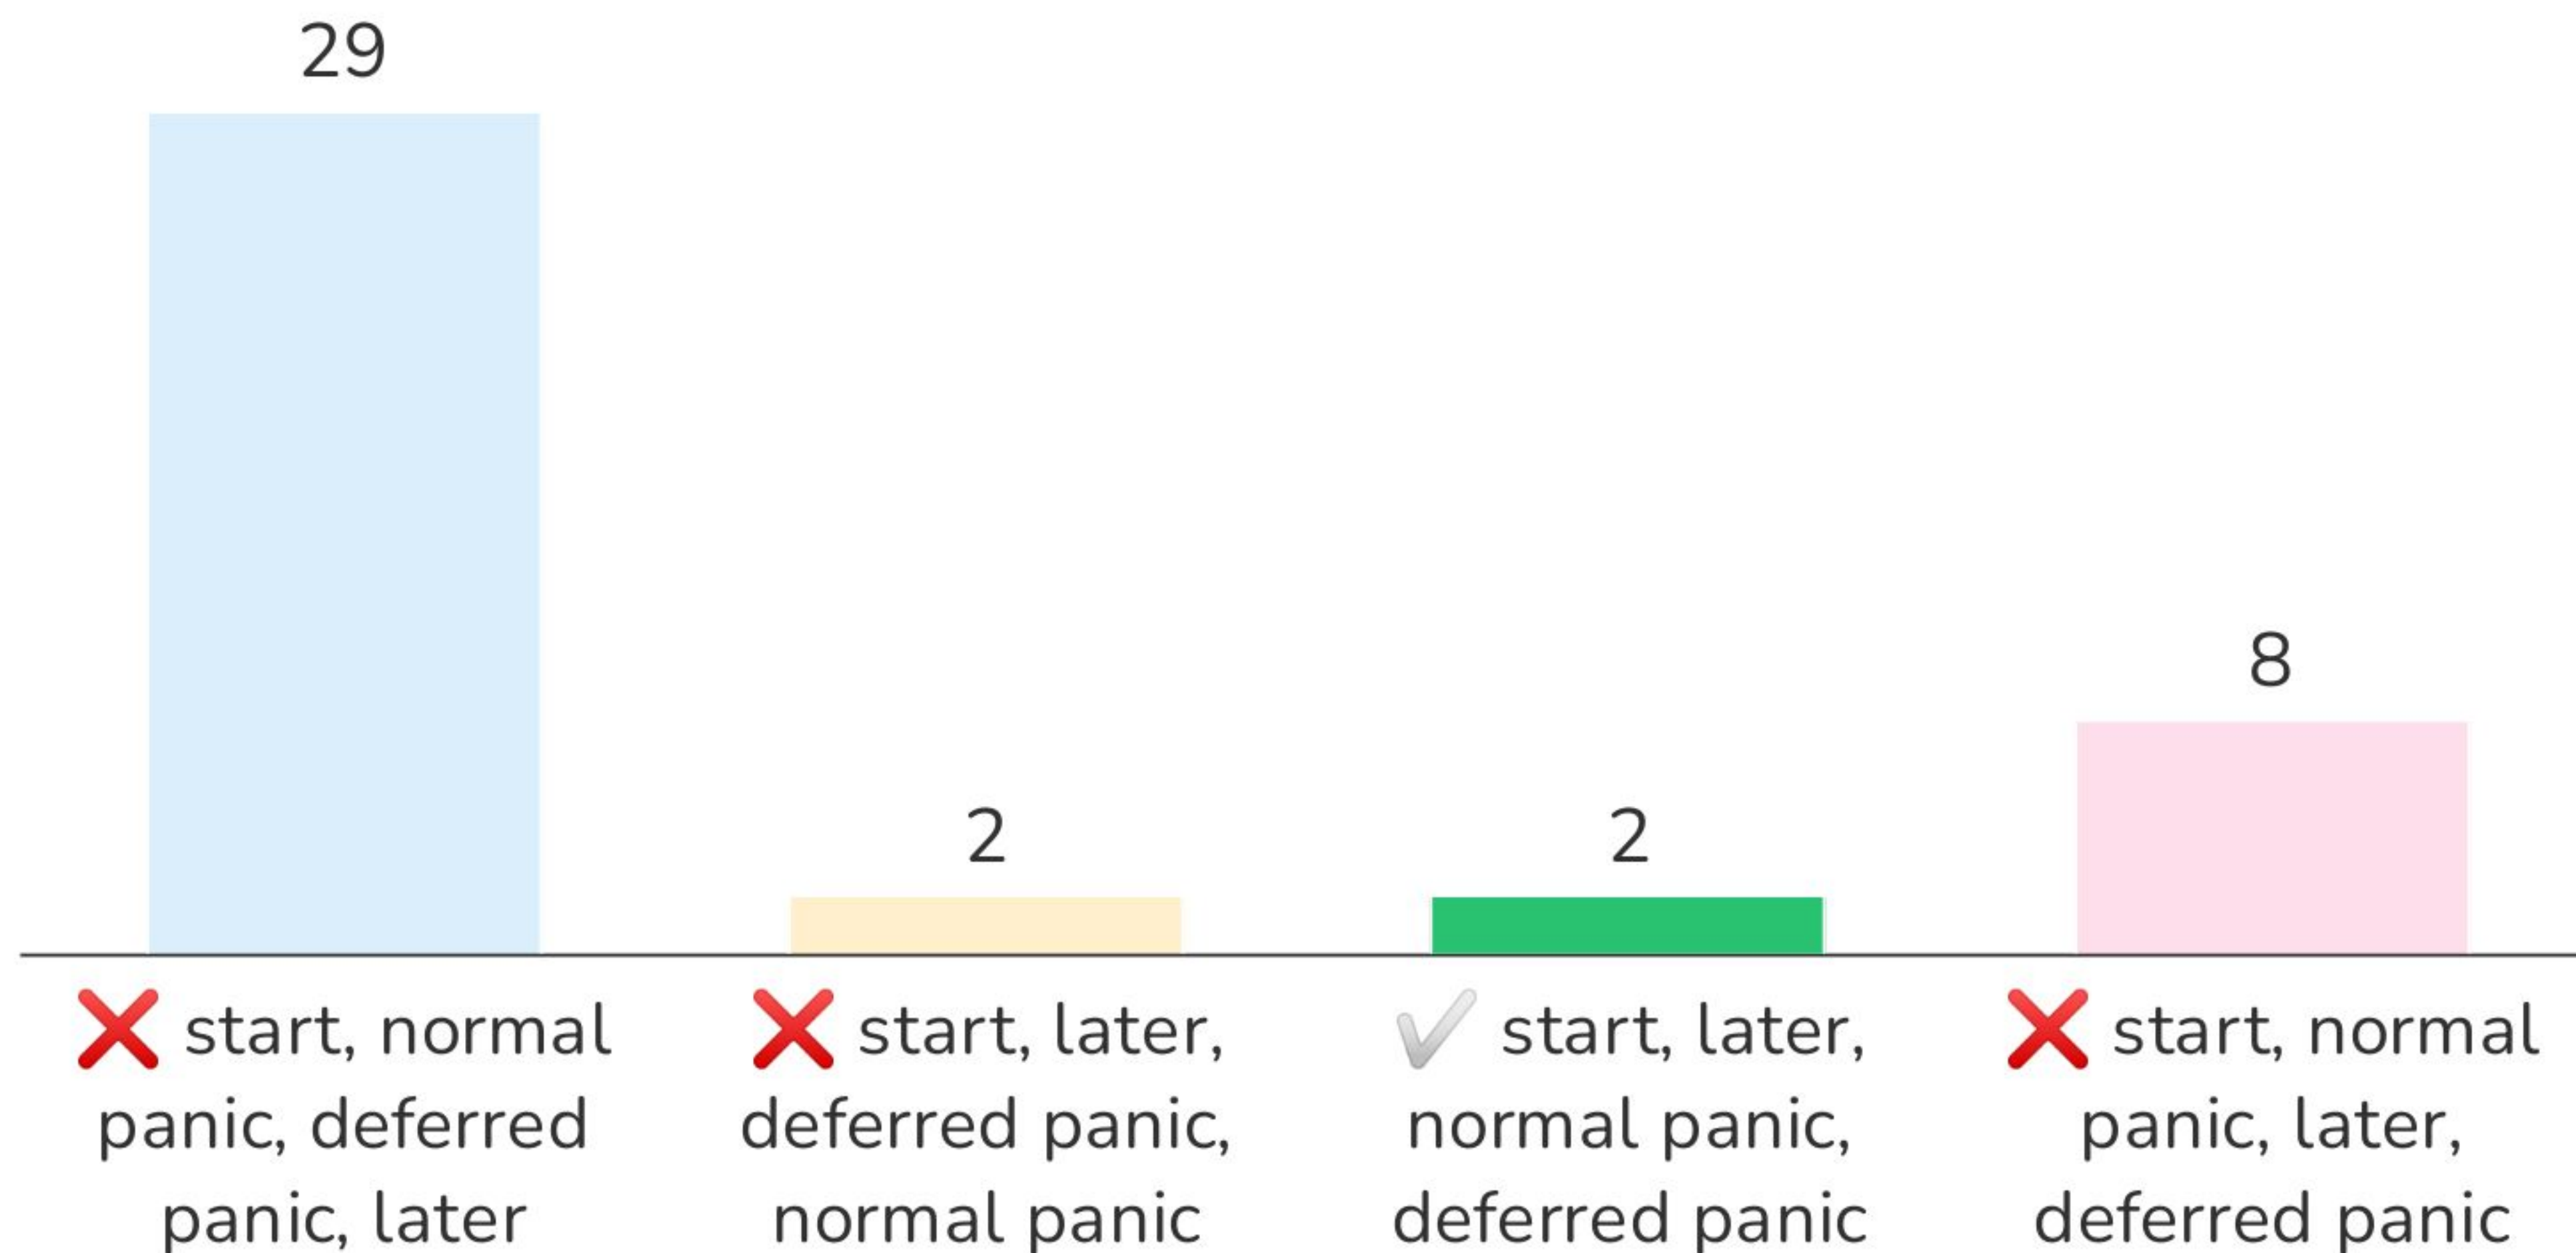 29
2
2
8
❌ start, normal
panic, deferred
panic, later
❌ start, later,
deferred panic,
normal panic
✔ start, later,
normal panic,
deferred panic
❌ start, normal
panic, later,
deferred panic